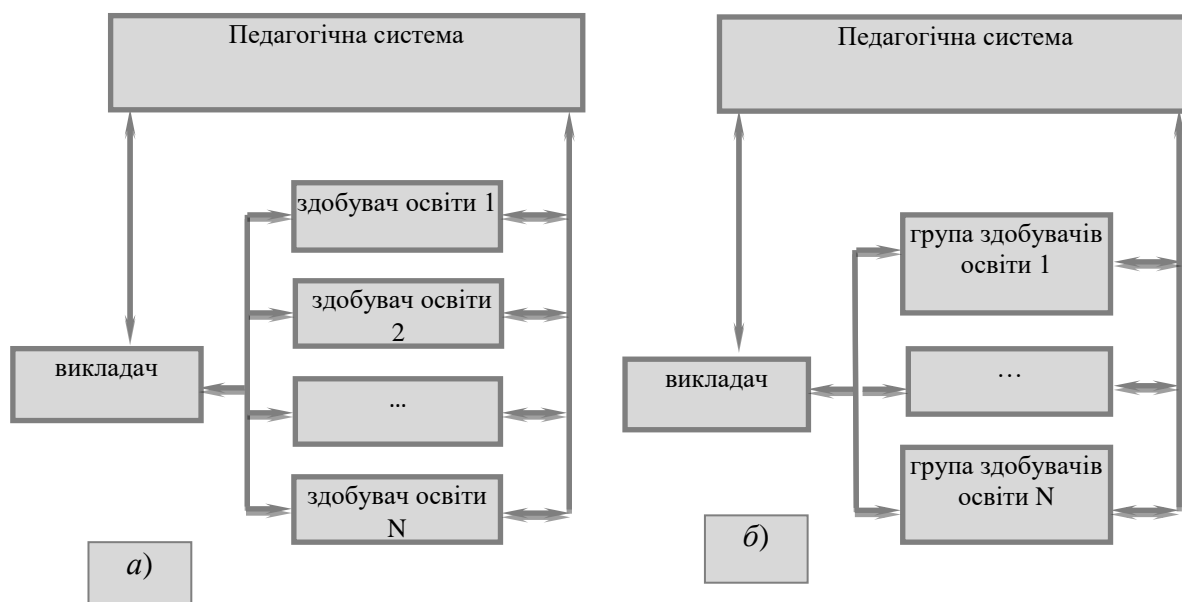 Педагогічна система
здобувач освіти 1
здобувач освіти
2
викладач
...
здобувач освіти
N
а)
Педагогічна система
група здобувачів
освіти 1
викладач
…
група здобувачів
освіти N
б)